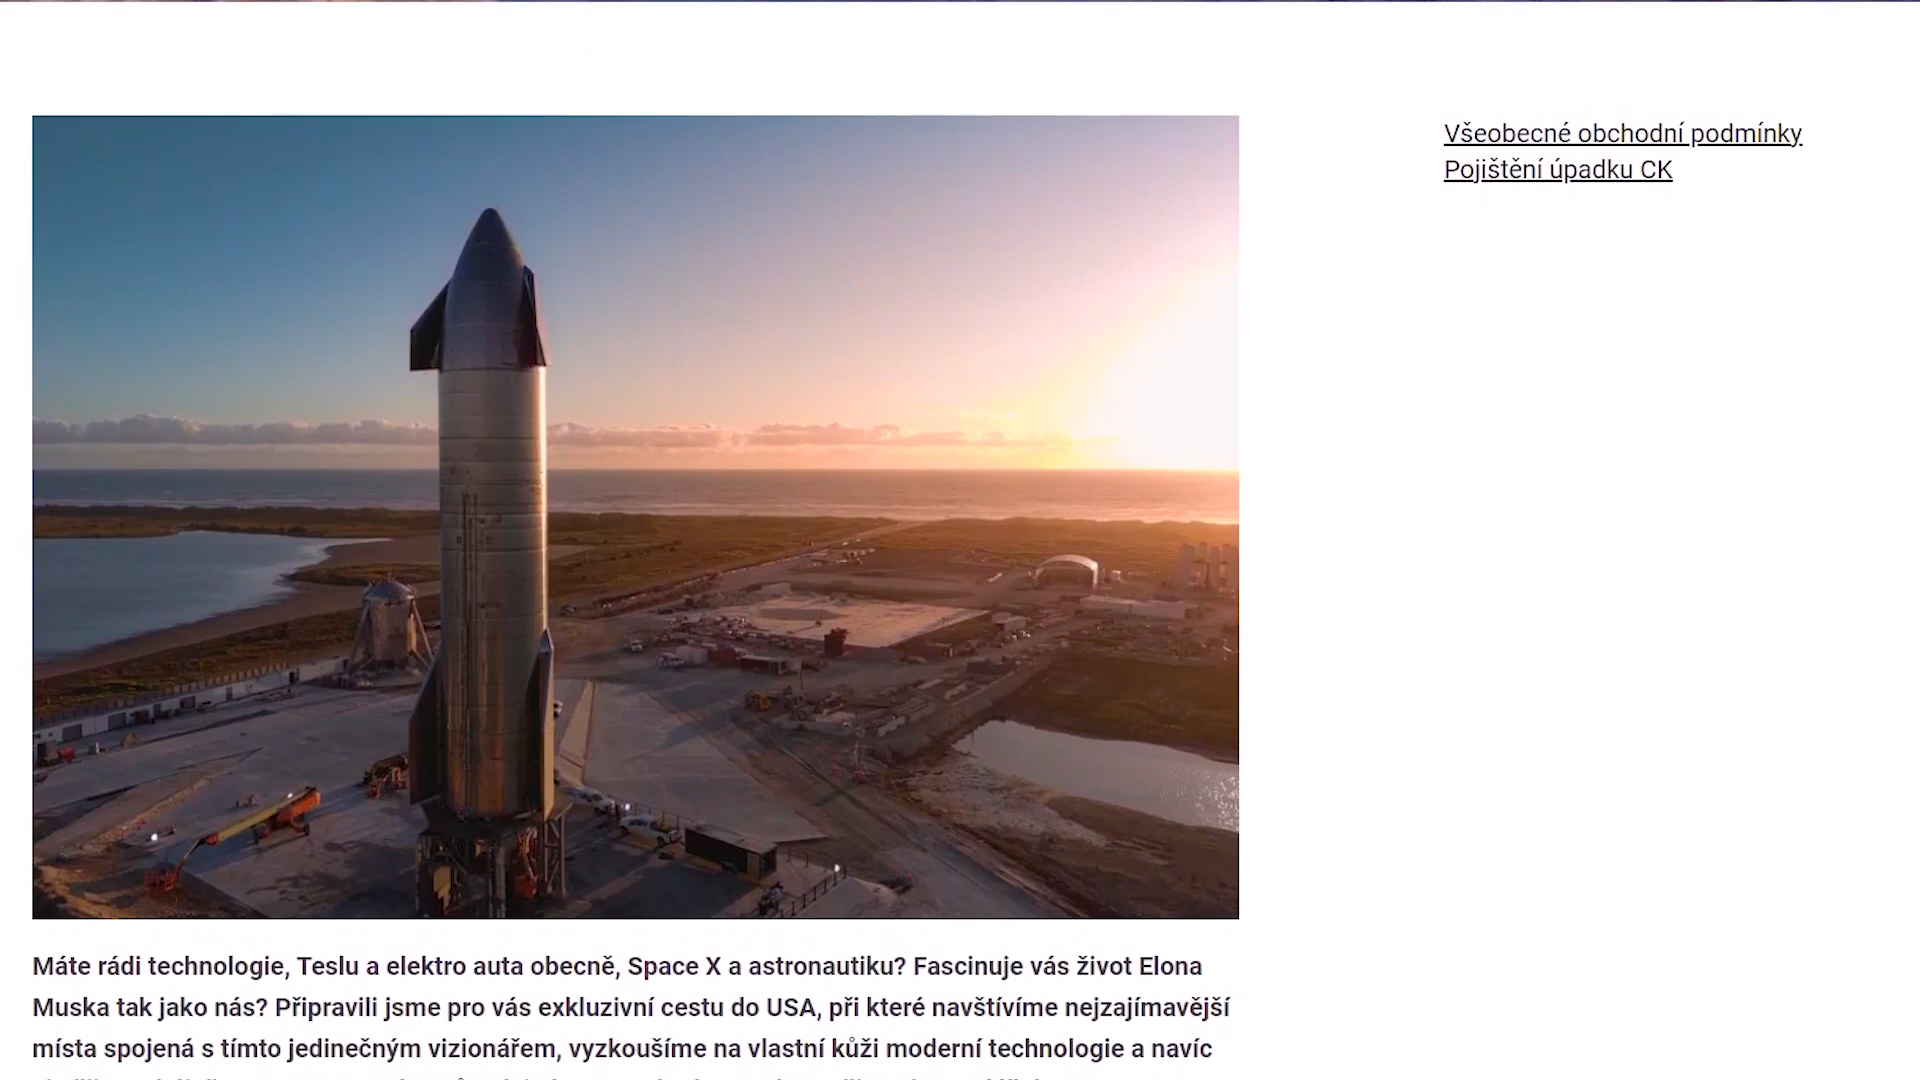 Všeobecné obchodní podmínky
Pojištění úpadku CK
Máte rádi technologie, Teslu a elektro auta obecně, Space X a astronautiku? Fascinuje vás život Elona
Muska tak jako nás? Připravili jsme pro vás exkluzivní cestu do USA, při které navštívíme nejzajímavější
místa spojená s tímto jedinečným vizionářem, vyzkoušíme na vlastní kůži moderní technologie a navíc